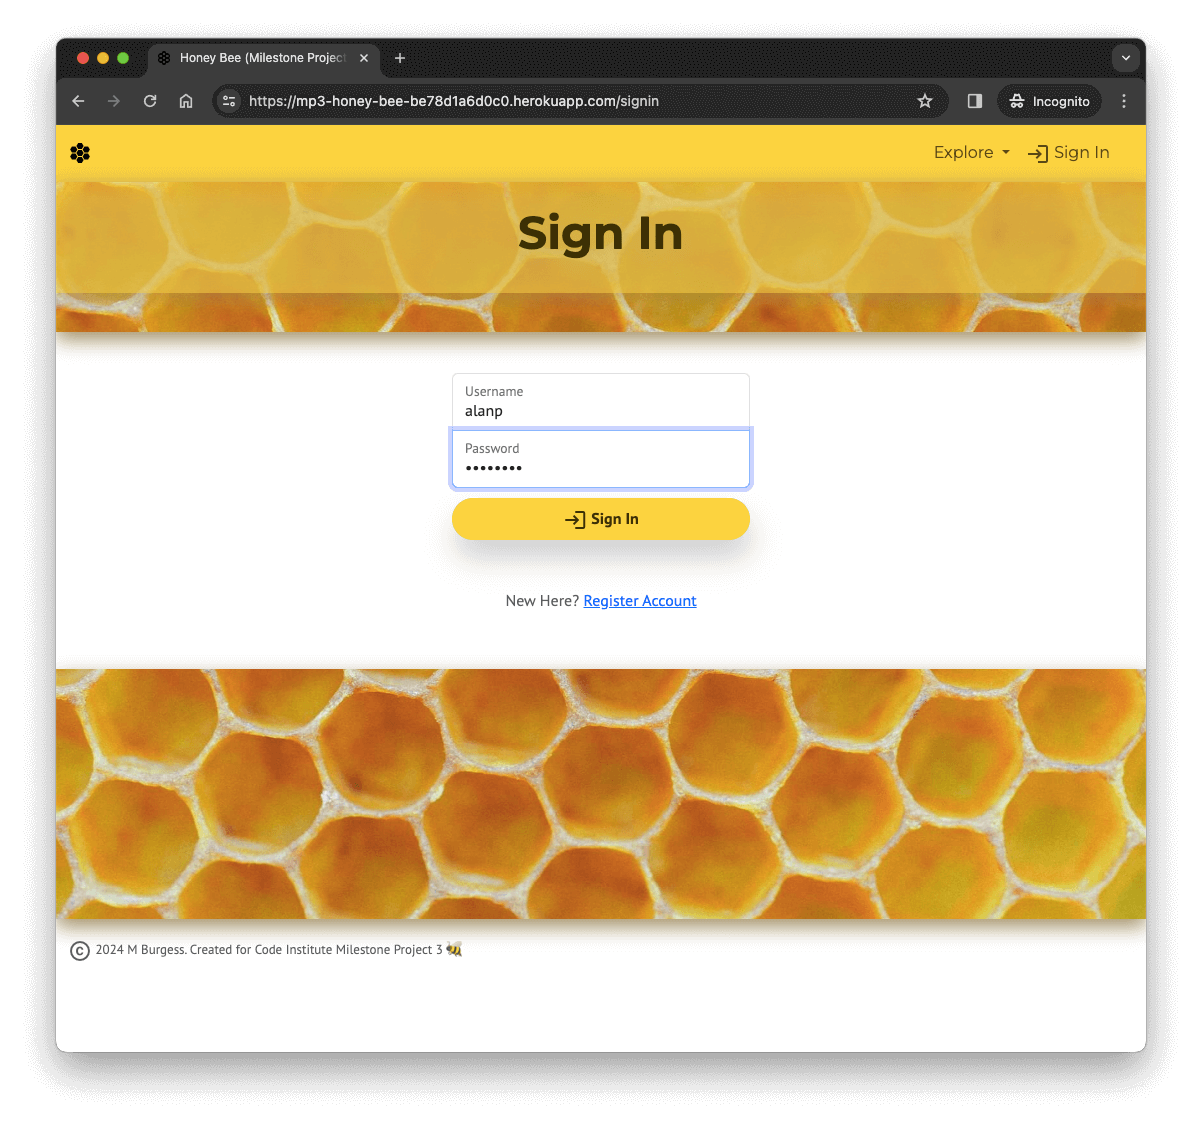 Honey Bee (Milestone Project
https://mp3-honey-bee-be78d1a6d0c0.herokuapp.com/signin
Incognito
Explore
Sign In
Sign In
Username
alanp
Password
••••••••
Sign In
New Here? Register Account
© 2024 M Burgess. Created for Code Institute Milestone Project 3 🐝